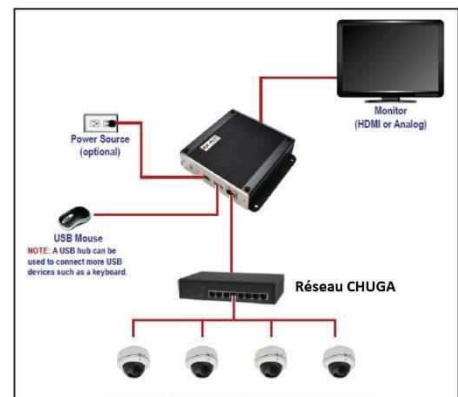 Monitor
(HDMI or Analog)
Power Source
(optional)
USB Mouse
NOTE: A USB hub can be
used to connect more USB
devices such as a keyboard.
Réseau CHUGA